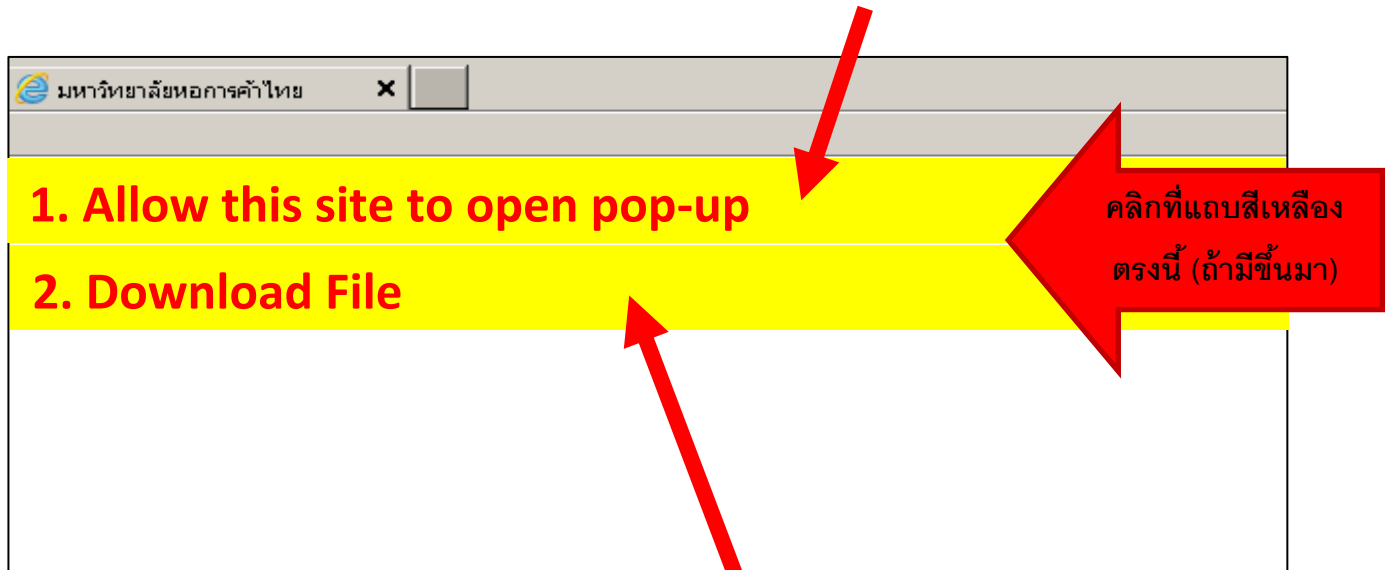 มหาวิทยาลัยหอการค้าไทย
1. Allow this site to open pop-up
2. Download File
คลิกที่แถบสีเหลือง
ตรงนี้ (ถ้ามีขึ้นมา)